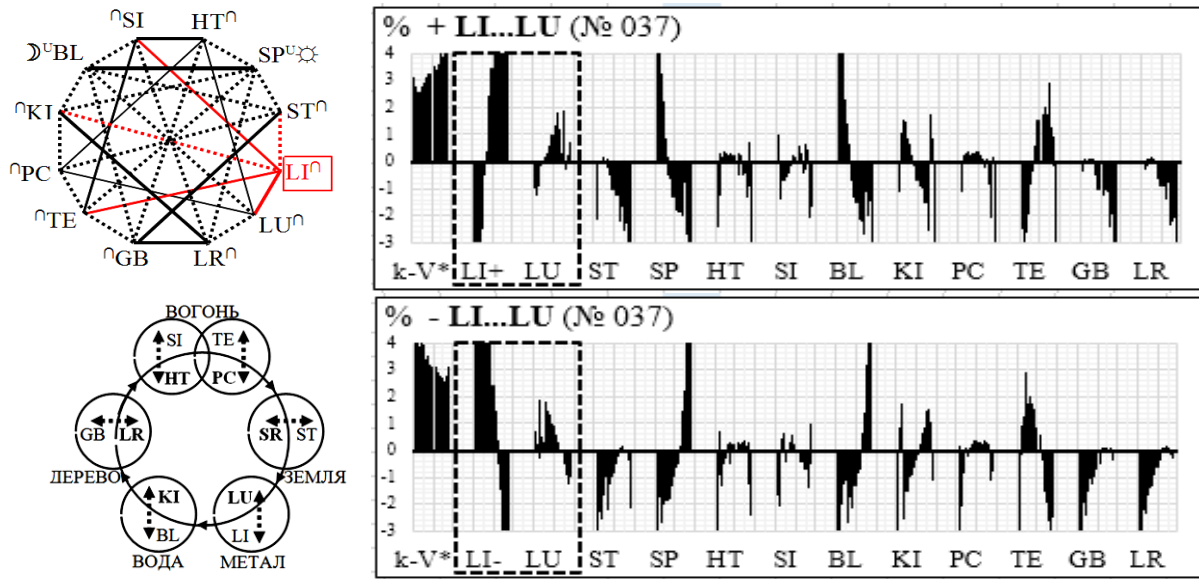 ∩SI HT∩
☽ᵁBL SPᵁ☼
∩KI ST∩
∩PC LI∩
∩TE LU∩
∩GB LR∩
ВОГОНЬ
SI TE
HT PC
GB LR SR ST
ДЕРЕВО ЗЕМЛЯ
KI LU
BL LI
ВОДА МЕТАЛ
% + LI...LU (№ 037)
4
3
2
1
0
-1
-2
-3
k-V* LI+ LU ST SP HT SI BL KI PC TE GB LR
% - LI...LU (№ 037)
4
3
2
1
0
-1
-2
-3
k-V* LI- LU ST SP HT SI BL KI PC TE GB LR